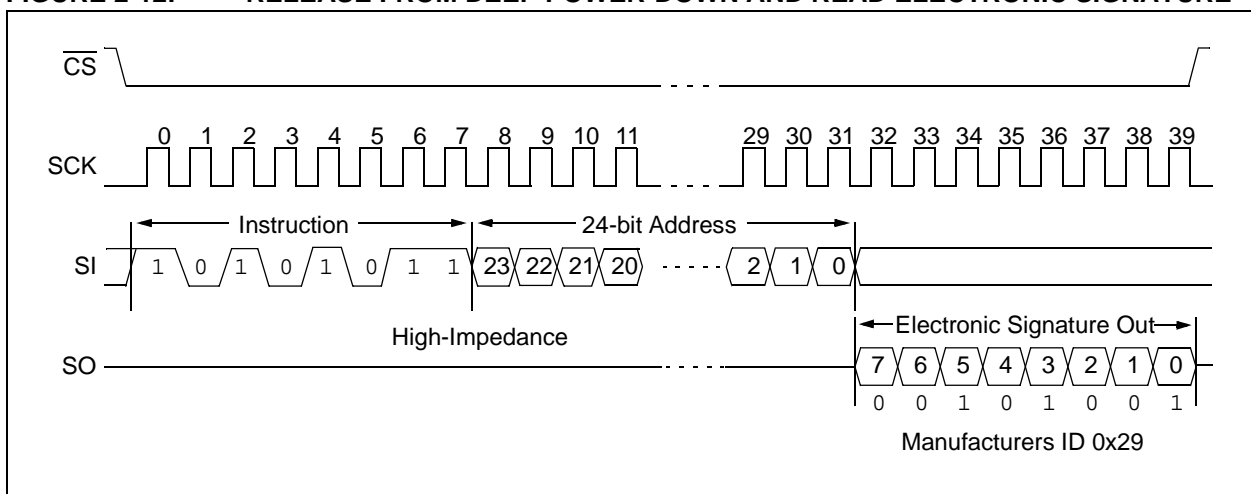 FIGURE 2-12: RELEASE FROM DEEP POWER-DOWN AND READ ELECTRONIC SIGNATURE
CS
0 1 2 3 4 5 6 7 8 9 10 11 29 30 31 32 33 34 35 36 37 38 39
SCK
Instruction 24-bit Address
SI 1 0 1 0 1 0 1 1 23 22 21 20 2 1 0
High-Impedance Electronic Signature Out
SO 7 6 5 4 3 2 1 0
0 0 1 0 1 0 0 1
Manufacturers ID 0x29